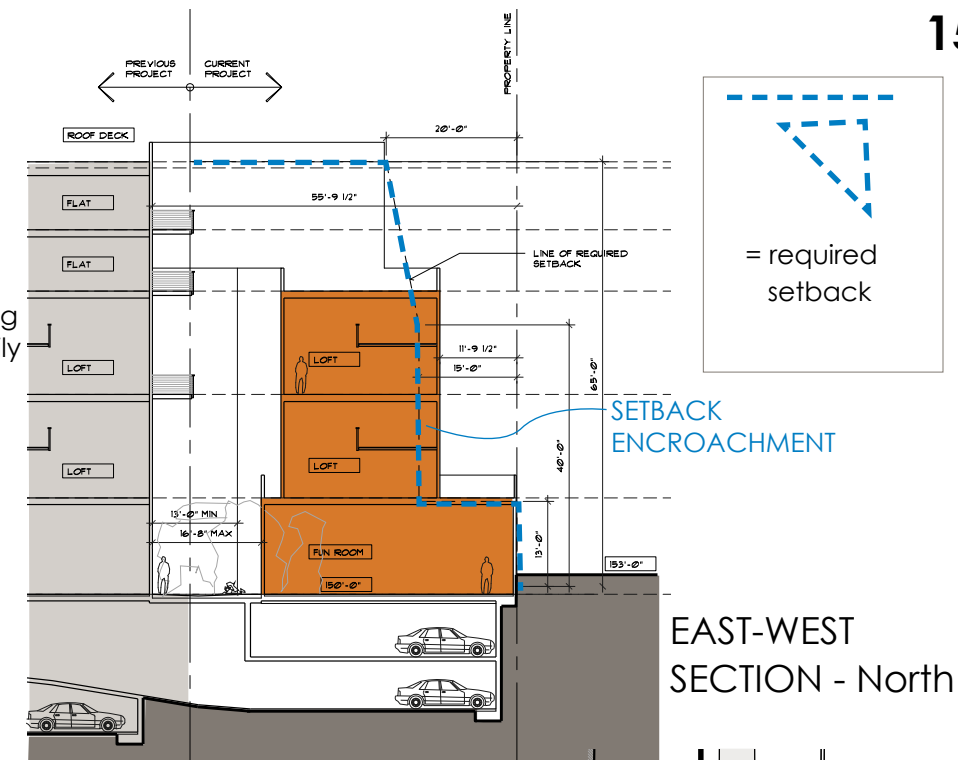 15
PREVIOUS
PROJECT
CURRENT
PROJECT
PROPERTY LINE
ROOF DECK
20'-0"
FLAT
55'-9 1/2"
FLAT
LINE OF REQUIRED
SETBACK
= required
setback
LOFT
LOFT
11'-9 1/2"
15'-0"
65'-0"
SETBACK
ENCROACHMENT
40'-0"
LOFT
LOFT
13'-0" MIN
16'-8" MAX
FUN ROOM
150'-0"
13'-0"
153'-0"
EAST-WEST
SECTION - North